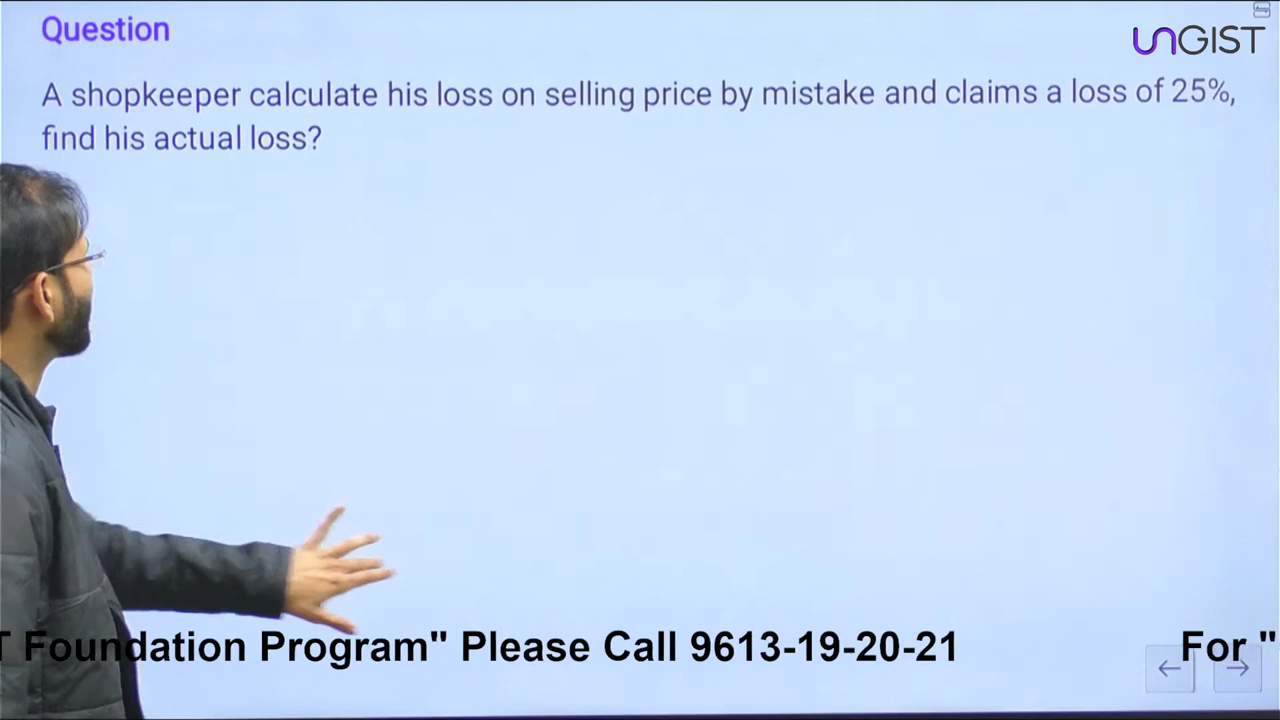 Question
UNGIST
A shopkeeper calculate his loss on selling price by mistake and claims a loss of 25%,
find his actual loss?
T Foundation Program" Please Call 9613-19-20-21 For "